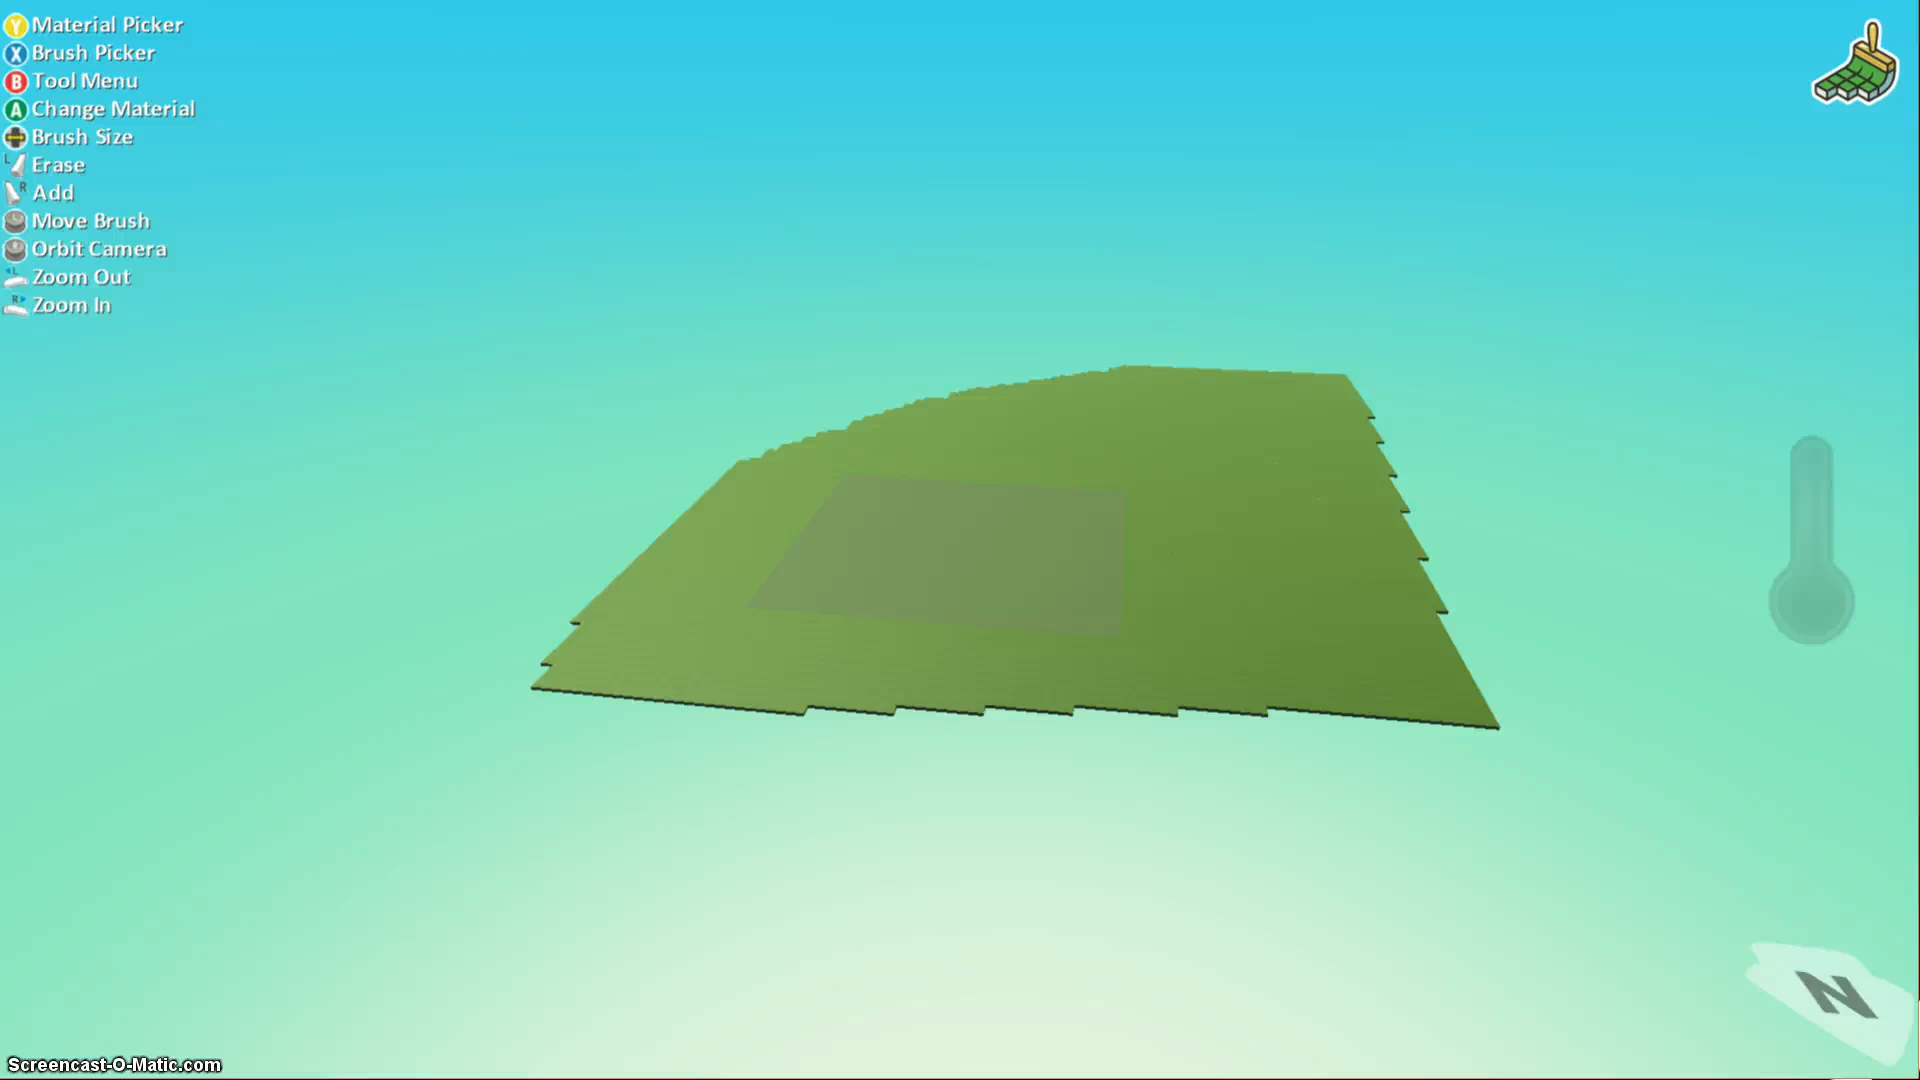 Y Material Picker
X Brush Picker
B Tool Menu
A Change Material
Brush Size
L Erase
R Add
Move Brush
Orbit Camera
L Zoom Out
R Zoom In
N
Screencast-O-Matic.com